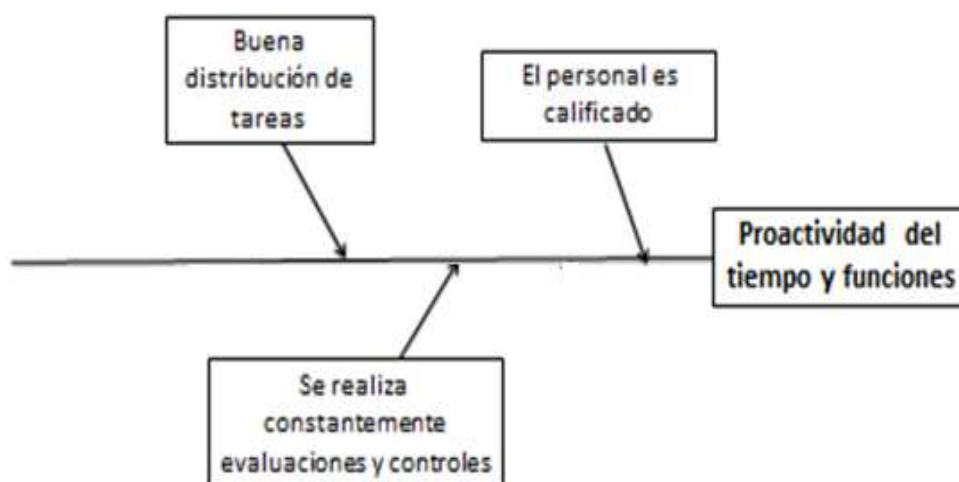 Buena
distribución de
tareas
El personal es
calificado
Proactividad del
tiempo y funciones
Se realiza
constantemente
evaluaciones y controles